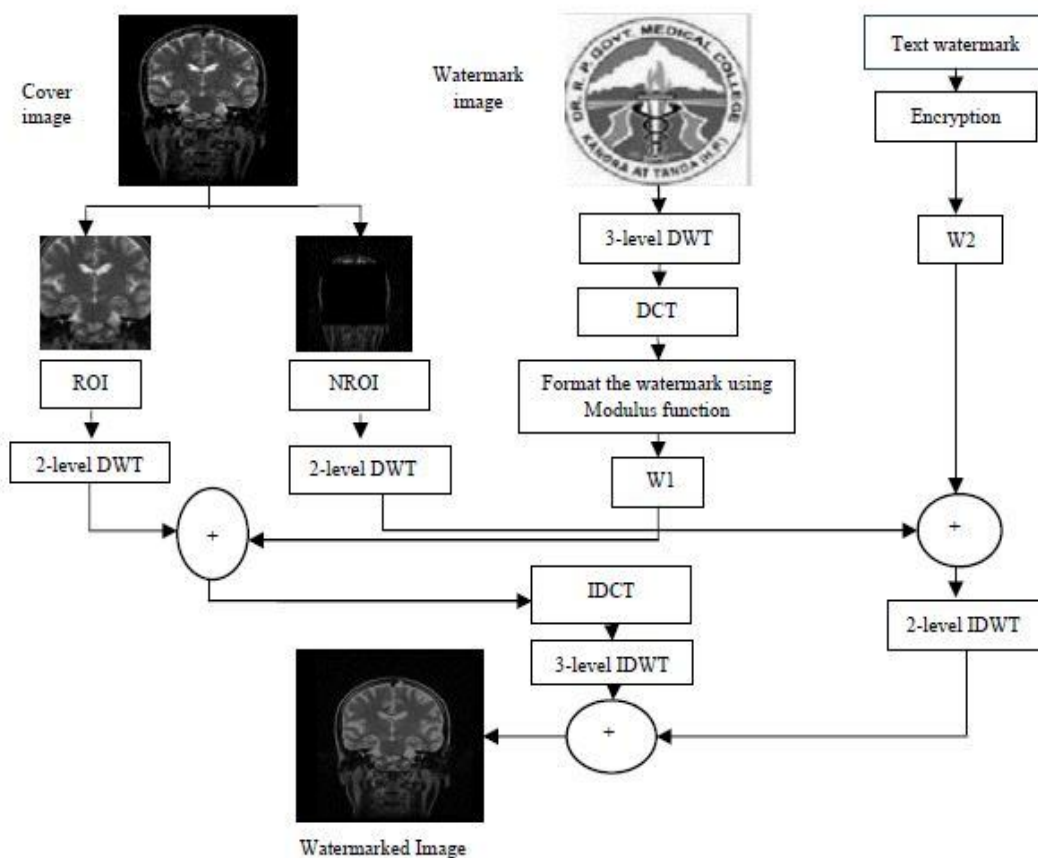 Cover
image
Watermark
image
DR. R. P. GOVT. MEDICAL COLLEGE
KANGRA AT TANDA (H.P.)
Text watermark
Encryption
W2
3-level DWT
DCT
Format the watermark using
Modulus function
W1
ROI
NROI
2-level DWT
2-level DWT
+
+
IDCT
3-level IDWT
2-level IDWT
+
Watermarked Image